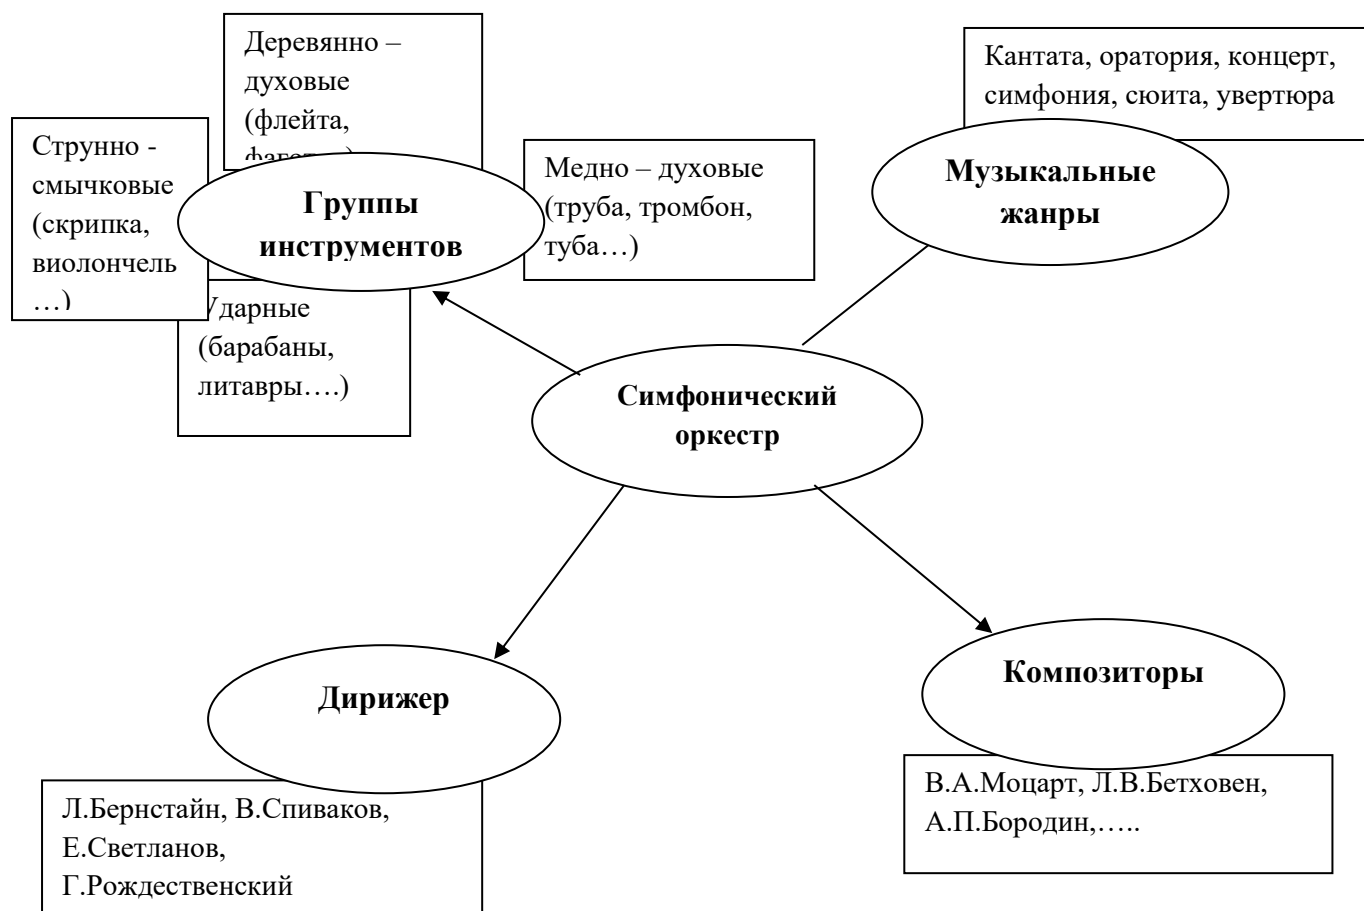 Деревянно –
духовые
(флейта,
Кантата, оратория, концерт,
симфония, сюита, увертюра
Струнно -
смычковые
(скрипка,
виолончель
…)
Медно – духовые
(труба, тромбон,
туба…)
Группы
инструментов
Музыкальные
жанры
Ударные
(барабаны,
литавры….)
Симфонический
оркестр
Дирижер
Композиторы
Л.Бернстайн, В.Спиваков,
Е.Светланов,
Г.Рождественский
В.А.Моцарт, Л.В.Бетховен,
А.П.Бородин,…..